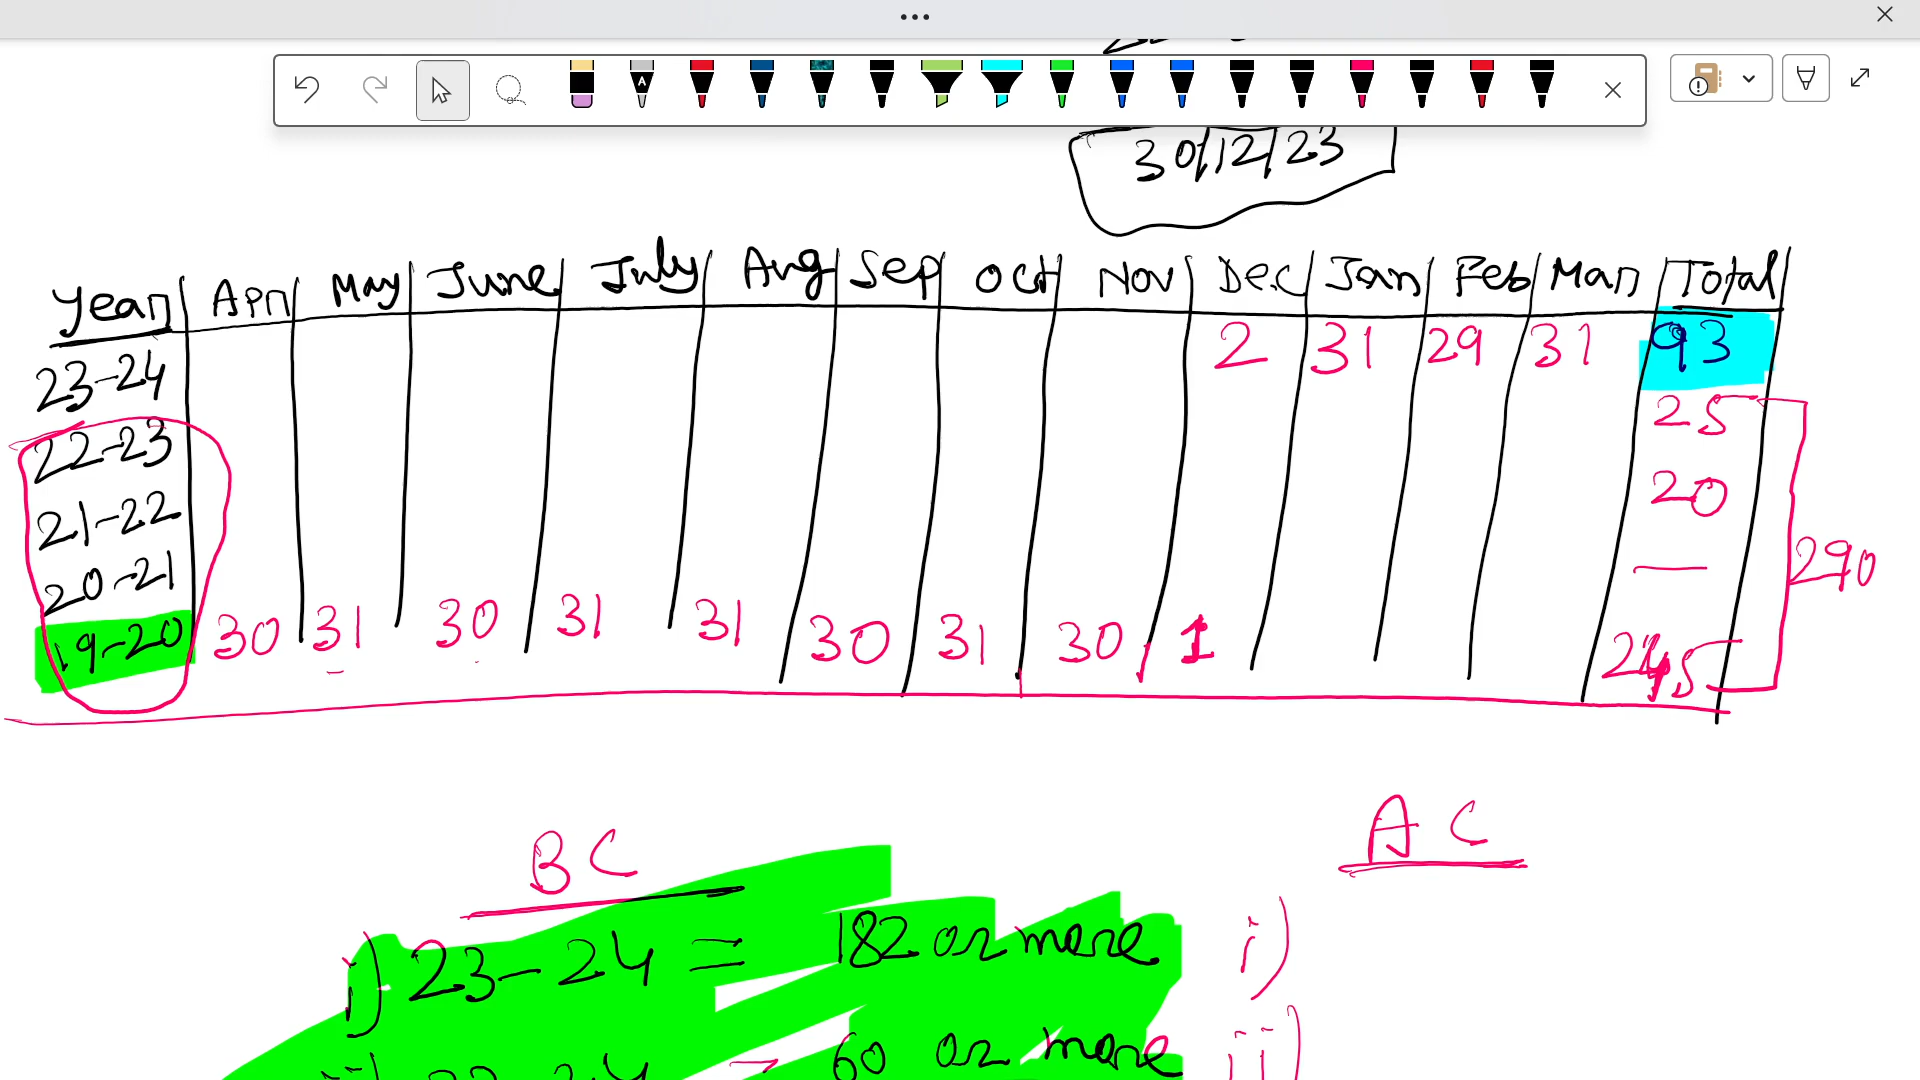 30/12/23
Year Apr May June July Aug Sep Oct Nov Dec Jan Feb Mar Total
23-24 2 31 29 31 93
22-23 25
21-22 20
20-21 — 290
19-20 30 31 30 31 31 30 31 30 1 245
BC AC
i) 23-24 = 182 or more i)
60 or more ii)